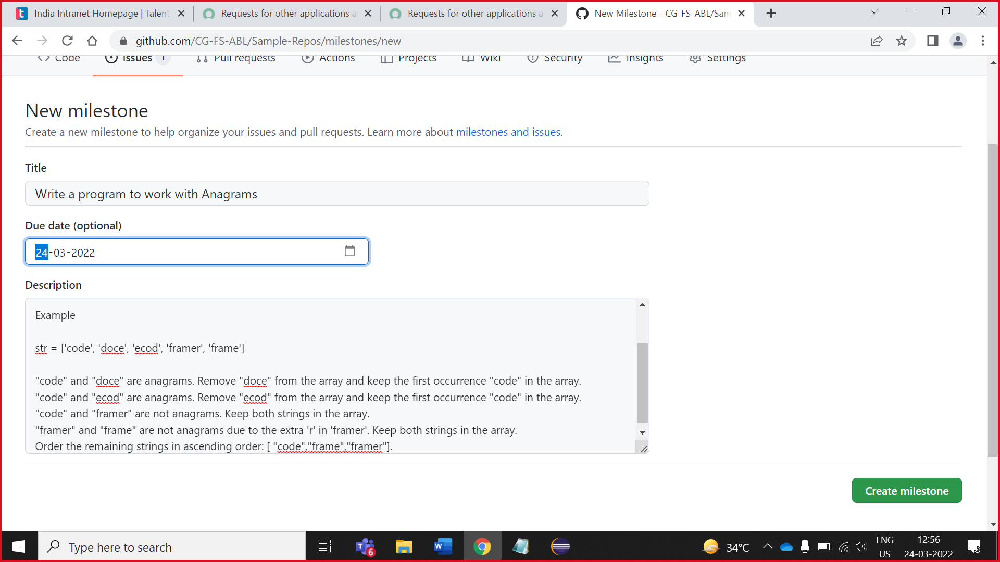 India Intranet Homepage | Talent
Requests for other applications a
Requests for other applications a
New Milestone - CG-FS-ABL/Sam
github.com/CG-FS-ABL/Sample-Repos/milestones/new
Code
Issues 1
Pull requests
Actions
Projects
Wiki
Security
Insights
Settings
New milestone
Create a new milestone to help organize your issues and pull requests. Learn more about milestones and issues.
Title
Write a program to work with Anagrams
Due date (optional)
24-03-2022
Description
Example
str = ['code', 'doce', 'ecod', 'framer', 'frame']
"code" and "doce" are anagrams. Remove "doce" from the array and keep the first occurrence "code" in the array.
"code" and "ecod" are anagrams. Remove "ecod" from the array and keep the first occurrence "code" in the array.
"code" and "framer" are not anagrams. Keep both strings in the array.
"framer" and "frame" are not anagrams due to the extra 'r' in 'framer'. Keep both strings in the array.
Order the remaining strings in ascending order: [ "code","frame","framer"].
Create milestone
Type here to search
T 6
W
34°C
ENG
US
12:56
24-03-2022